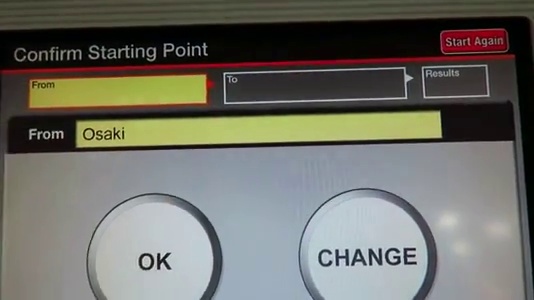 Confirm Starting Point
Start Again
From
To
Results
From Osaki
OK
CHANGE